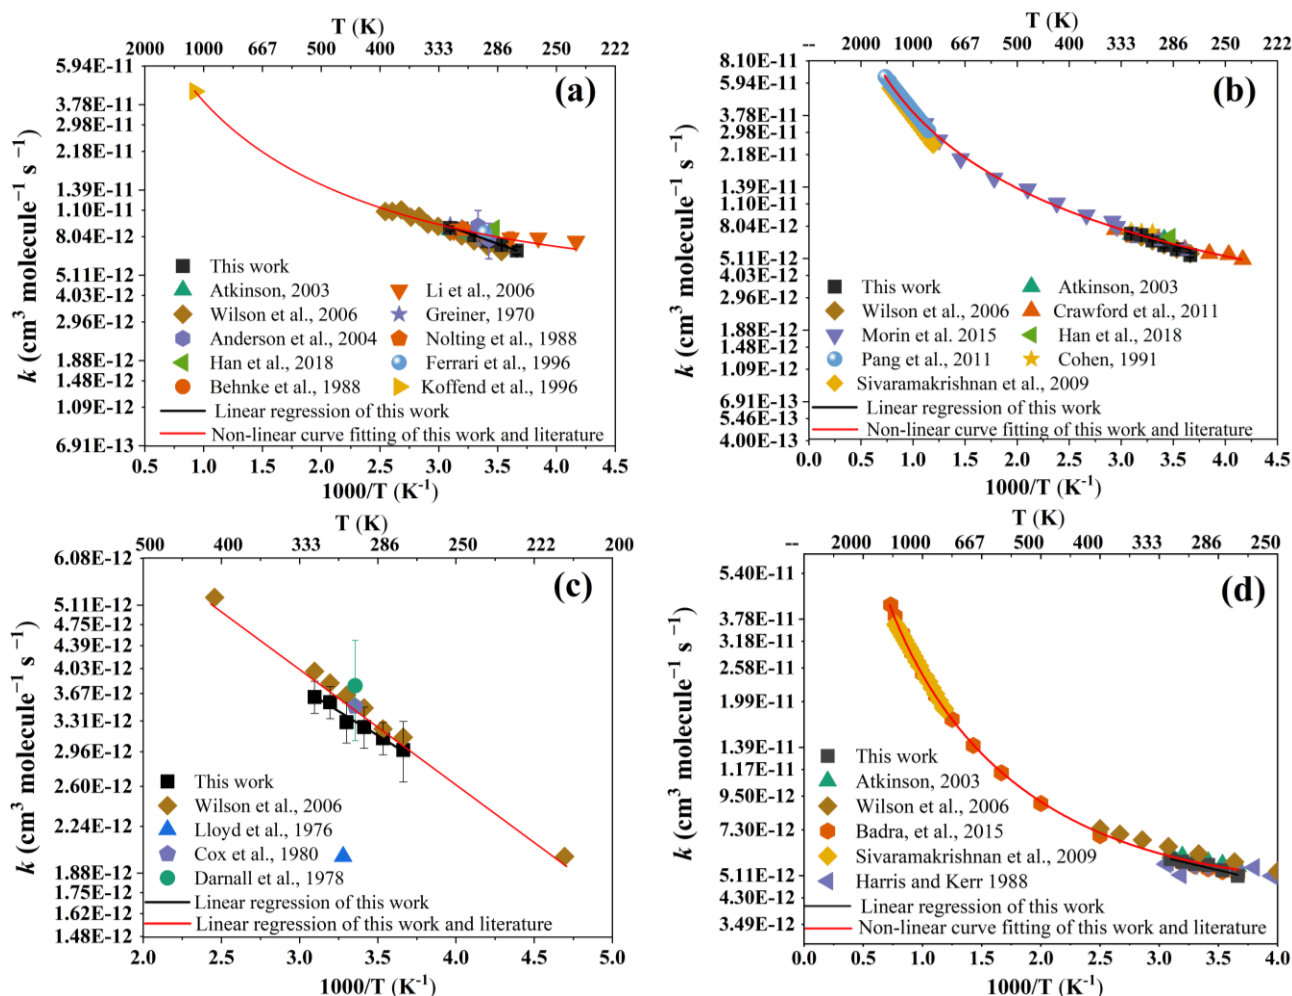 T (K)
2000 1000 667 500 400 333 286 250 222
(a)
5.94E-11
3.78E-11
2.98E-11
2.18E-11
1.39E-11
1.10E-11
8.04E-12
5.11E-12
4.03E-12
2.96E-12
1.88E-12
1.48E-12
1.09E-12
6.91E-13
k (cm³ molecule⁻¹ s⁻¹)
This work
Atkinson, 2003
Wilson et al., 2006
Anderson et al., 2004
Han et al., 2018
Behnke et al., 1988
Li et al., 2006
Greiner, 1970
Nolting et al., 1988
Ferrari et al., 1996
Koffend et al., 1996
Linear regression of this work
Non-linear curve fitting of this work and literature
0.5 1.0 1.5 2.0 2.5 3.0 3.5 4.0 4.5
1000/T (K⁻¹)
T (K)
-- 2000 1000 667 500 400 333 286 250 222
(b)
8.10E-11
5.94E-11
3.78E-11
2.98E-11
2.18E-11
1.39E-11
1.09E-11
8.04E-12
5.11E-12
4.03E-12
2.96E-12
1.88E-12
1.48E-12
1.09E-12
6.91E-13
5.46E-13
4.00E-13
k (cm³ molecule⁻¹ s⁻¹)
This work
Wilson et al., 2006
Morin et al. 2015
Pang et al., 2011
Sivaramakrishnan et al., 2009
Atkinson, 2003
Crawford et al., 2011
Han et al., 2018
Cohen, 1991
Linear regression of this work
Non-linear curve fitting of this work and literature
0.0 0.5 1.0 1.5 2.0 2.5 3.0 3.5 4.0 4.5
1000/T (K⁻¹)
T (K)
500 400 333 286 250 222 200
(c)
6.08E-12
5.11E-12
4.75E-12
4.39E-12
4.03E-12
3.67E-12
3.31E-12
2.96E-12
2.60E-12
2.24E-12
1.88E-12
1.75E-12
1.62E-12
1.48E-12
k (cm³ molecule⁻¹ s⁻¹)
This work
Wilson et al., 2006
Lloyd et al., 1976
Cox et al., 1980
Darnall et al., 1978
Linear regression of this work
Linear regression of this work and literature
2.0 2.5 3.0 3.5 4.0 4.5 5.0
1000/T (K⁻¹)
T (K)
-- 2000 1000 667 500 400 333 286 250
(d)
5.40E-11
3.78E-11
3.18E-11
2.58E-11
1.99E-11
1.39E-11
1.17E-11
9.50E-12
7.30E-12
5.11E-12
4.30E-12
3.49E-12
k (cm³ molecule⁻¹ s⁻¹)
This work
Atkinson, 2003
Wilson et al., 2006
Badra, et al., 2015
Sivaramakrishnan et al., 2009
Harris and Kerr 1988
Linear regression of this work
Non-linear curve fitting of this work and literature
0.0 0.5 1.0 1.5 2.0 2.5 3.0 3.5 4.0
1000/T (K⁻¹)